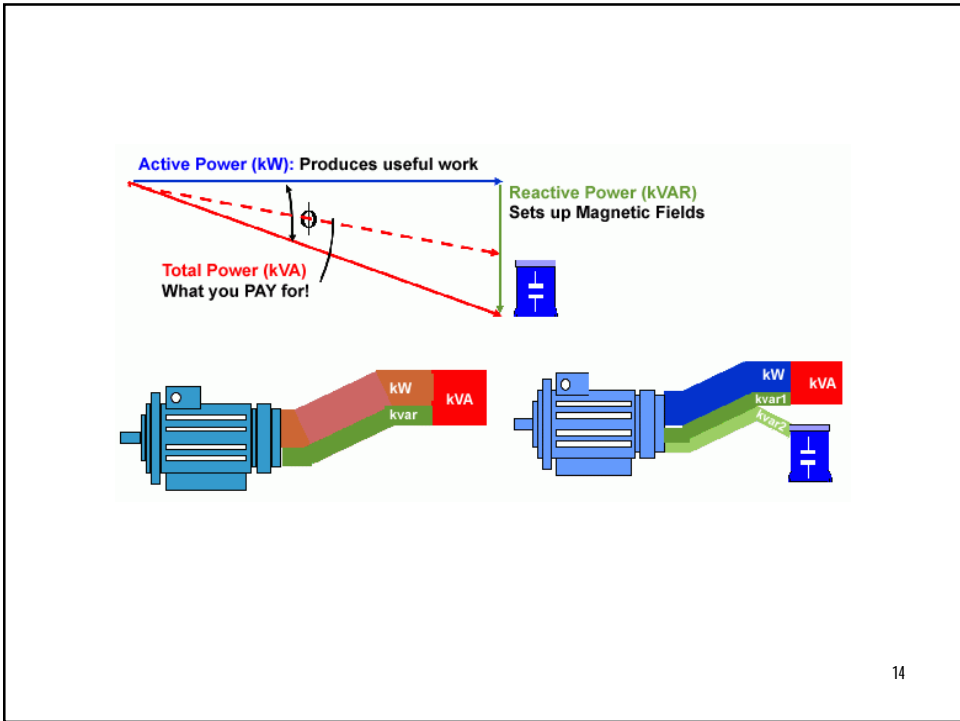 Active Power (kW): Produces useful work
Reactive Power (kVAR)
Sets up Magnetic Fields
ϕ
Total Power (kVA)
What you PAY for!
kW
kvar
kVA
kW
kvar1
kvar2
kVA
14